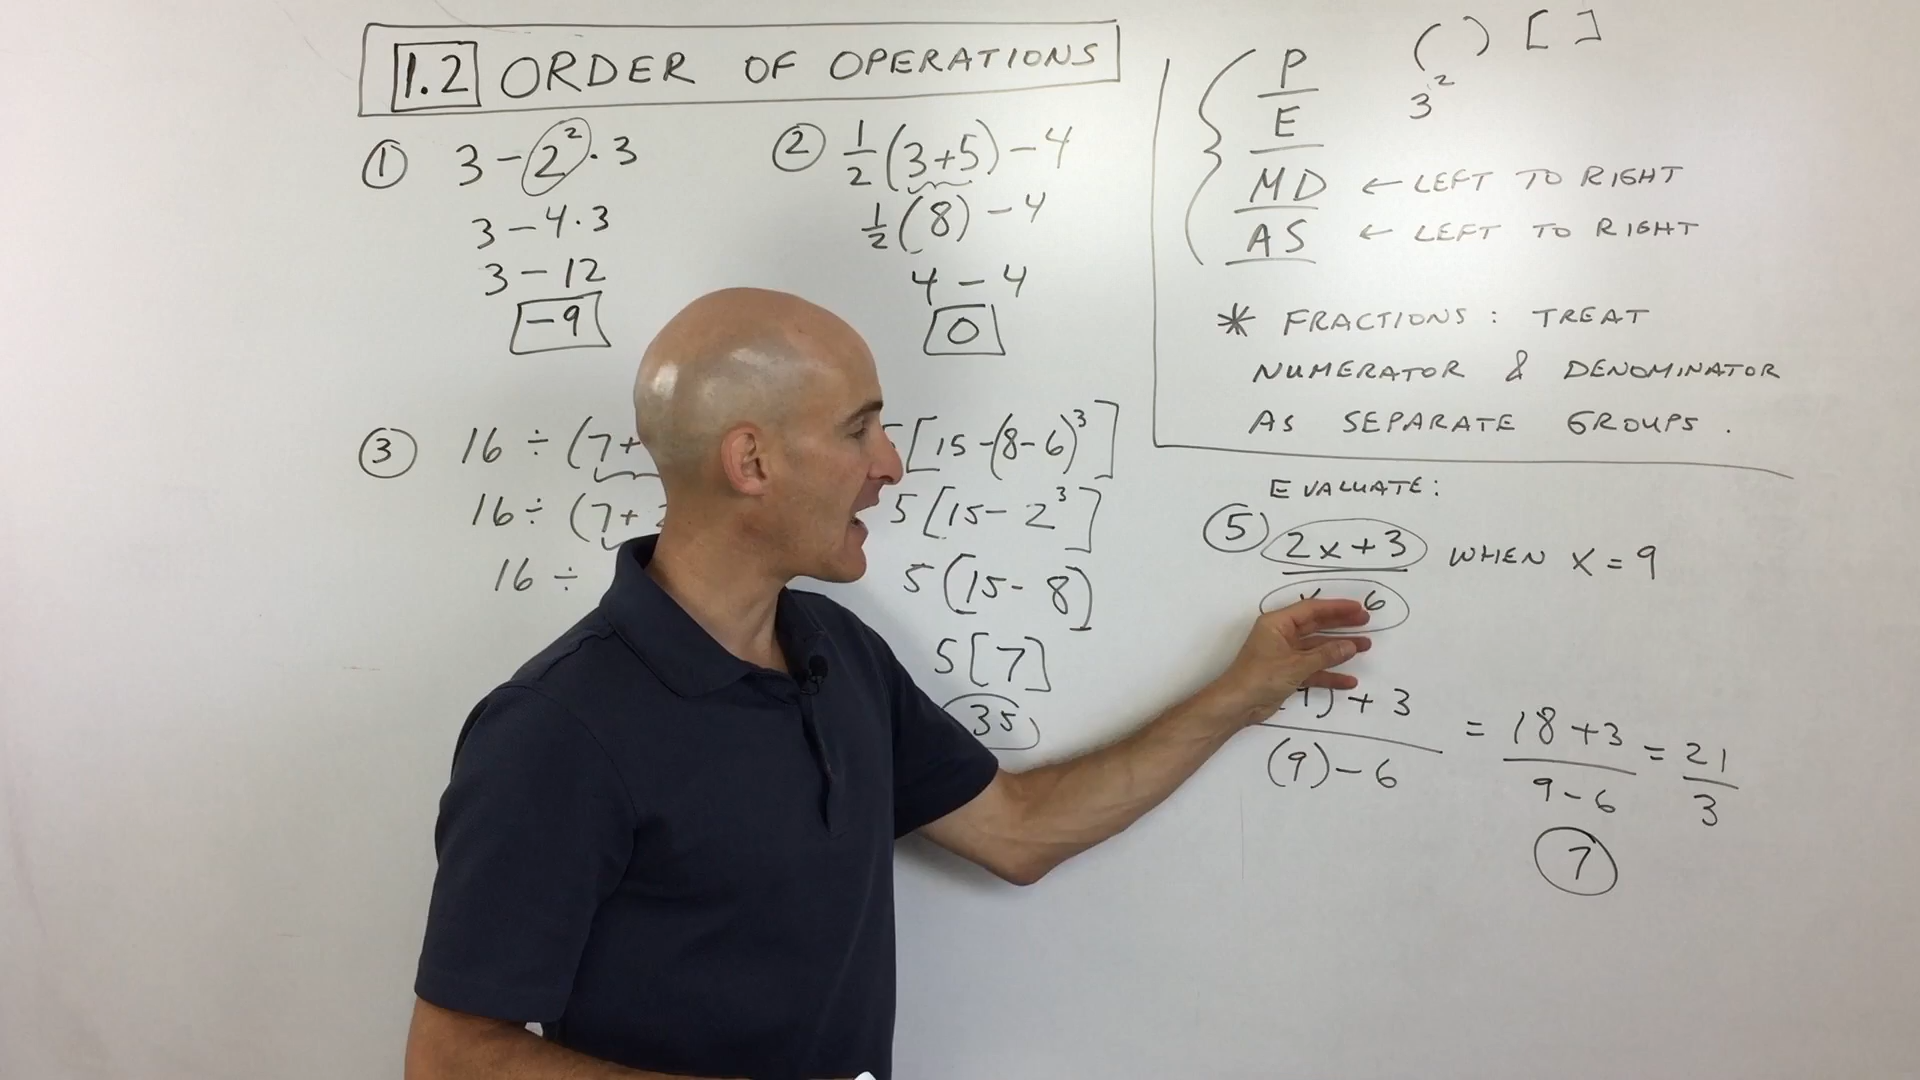 1.2 ORDER OF OPERATIONS
① 3 - 2² · 3
3 - 4 · 3
3 - 12
-9
② 1/2 (3+5) - 4
1/2 (8) - 4
4 - 4
0
③ 16 ÷ (7+
16 ÷ (7+
16 ÷
[15-(8-6)³]
5[15- 2³]
5[15- 8]
5[7]
35
P ( ) [ ]
E 3²
MD ← LEFT TO RIGHT
AS ← LEFT TO RIGHT
* FRACTIONS: TREAT
NUMERATOR & DENOMINATOR
AS SEPARATE GROUPS.
EVALUATE:
⑤ 2x+3 WHEN x = 9
6
) + 3 = 18+3 = 21
(9) - 6 9-6 3
7